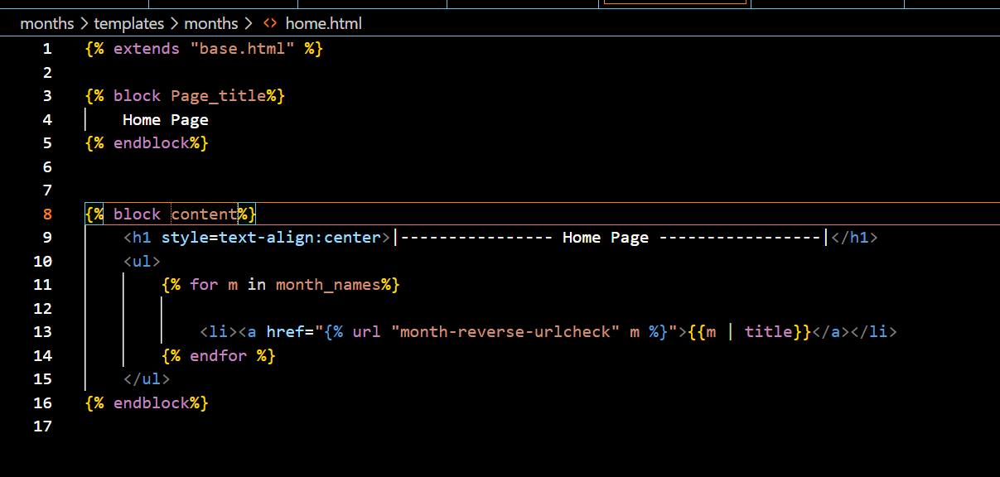 months > templates > months > <> home.html
1 {% extends "base.html" %}
2
3 {% block Page_title%}
4     Home Page
5 {% endblock%}
6
7
8 {% block content%}
9     <h1 style=text-align:center>|---------------- Home Page -----------------|</h1>
10     <ul>
11         {% for m in month_names%}
12
13             <li><a href="{% url "month-reverse-urlcheck" m %}">{{m | title}}</a></li>
14         {% endfor %}
15     </ul>
16 {% endblock%}
17